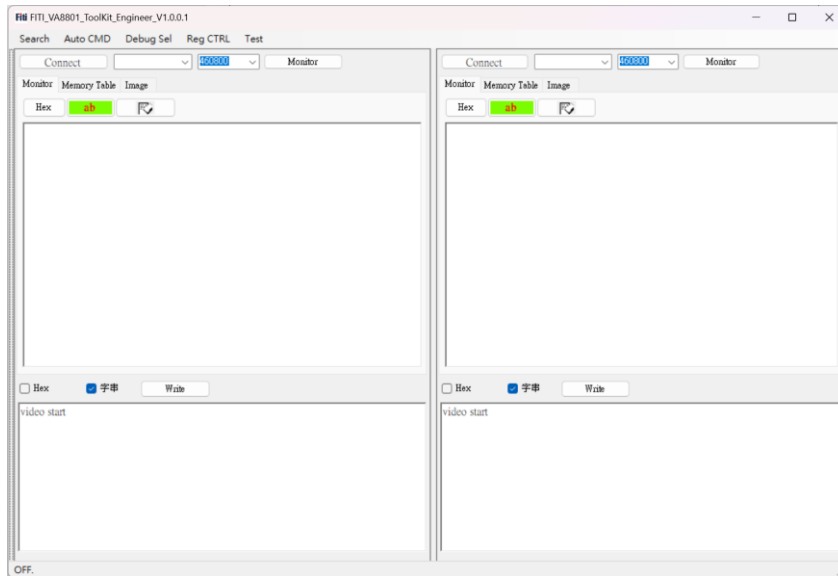 Fiti FITI_VA8801_ToolKit_Engineer_V1.0.0.1
Search Auto CMD Debug Sel Reg CTRL Test
Connect 460800 Monitor
Monitor Memory Table Image
Hex ab
Hex 字串 Write
video start
Connect 460800 Monitor
Monitor Memory Table Image
Hex ab
Hex 字串 Write
video start
OFF.